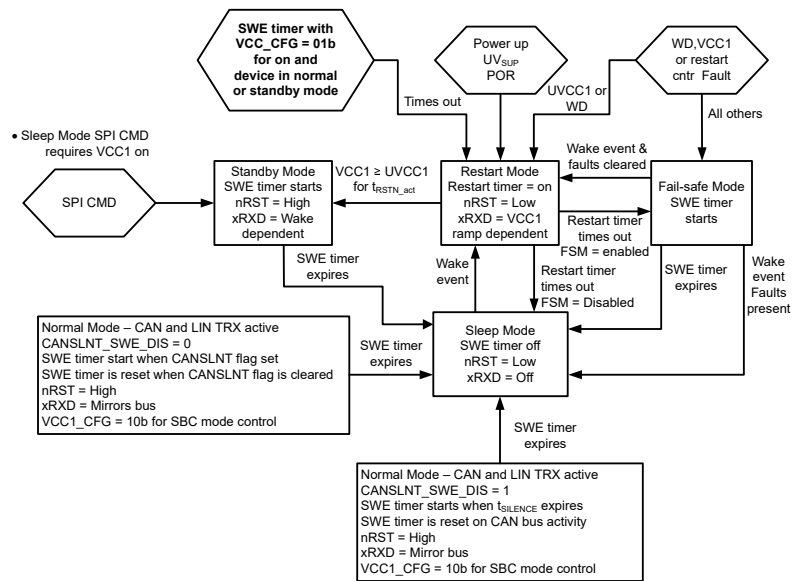 SWE timer with
VCC_CFG = 01b
for on and
device in normal
or standby mode
Power up
UVSUP
POR
WD,VCC1
or restart
cntr Fault
Times out
UVCC1 or
WD
All others
• Sleep Mode SPI CMD
requires VCC1 on
SPI CMD
Standby Mode
SWE timer starts
nRST = High
xRXD = Wake
dependent
VCC1 ≥ UVCC1
for tRSTN_act
Restart Mode
Restart timer = on
nRST = Low
xRXD = VCC1
ramp dependent
Wake event &
faults cleared
Restart timer
times out
FSM = enabled
Fail-safe Mode
SWE timer
starts
SWE timer
expires
Wake
event
Restart timer
times out
FSM = Disabled
SWE timer
expires
Wake
event
Faults
present
Sleep Mode
SWE timer off
nRST = Low
xRXD = Off
Normal Mode – CAN and LIN TRX active
CANSLNT_SWE_DIS = 0
SWE timer start when CANSLNT flag set
SWE timer is reset when CANSLNT flag is cleared
nRST = High
xRXD = Mirrors bus
VCC1_CFG = 10b for SBC mode control
SWE timer
expires
SWE timer
expires
Normal Mode – CAN and LIN TRX active
CANSLNT_SWE_DIS = 1
SWE timer starts when tSILENCE expires
SWE timer is reset on CAN bus activity
nRST = High
xRXD = Mirror bus
VCC1_CFG = 10b for SBC mode control